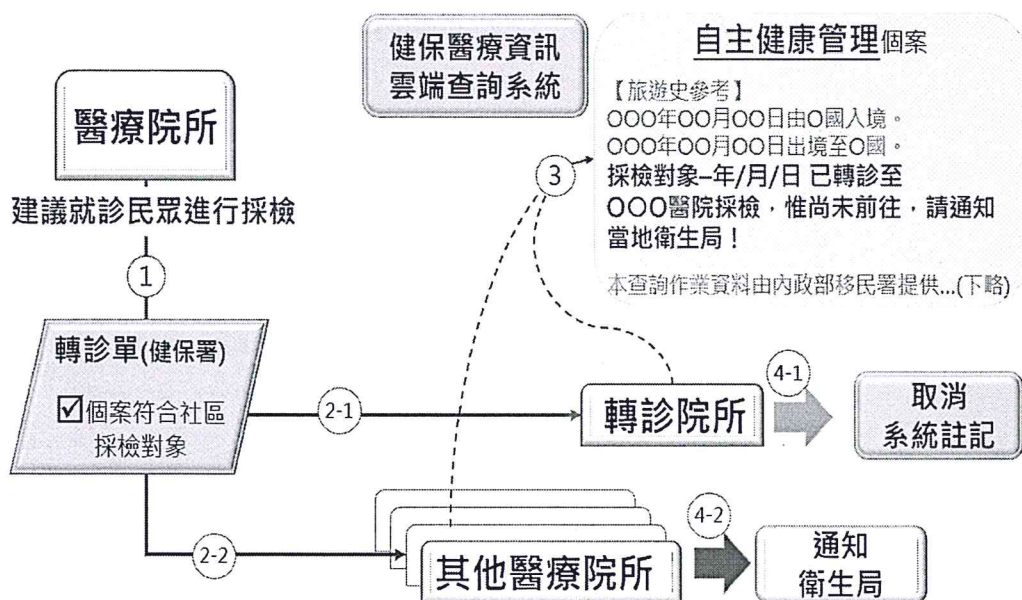 健保醫療資訊
雲端查詢系統
自主健康管理個案
【旅遊史參考】
OOO年OO月OO日由O國入境。
OOO年OO月OO日出境至O國。
採檢對象–年/月/日 已轉診至
OOO醫院採檢，惟尚未前往，請通知
當地衛生局！
本查詢作業資料由內政部移民署提供...(下略)
醫療院所
建議就診民眾進行採檢
1
3
轉診單(健保署)
☑個案符合社區
採檢對象
2-1
轉診院所
4-1
取消
系統註記
2-2
其他醫療院所
4-2
通知
衛生局